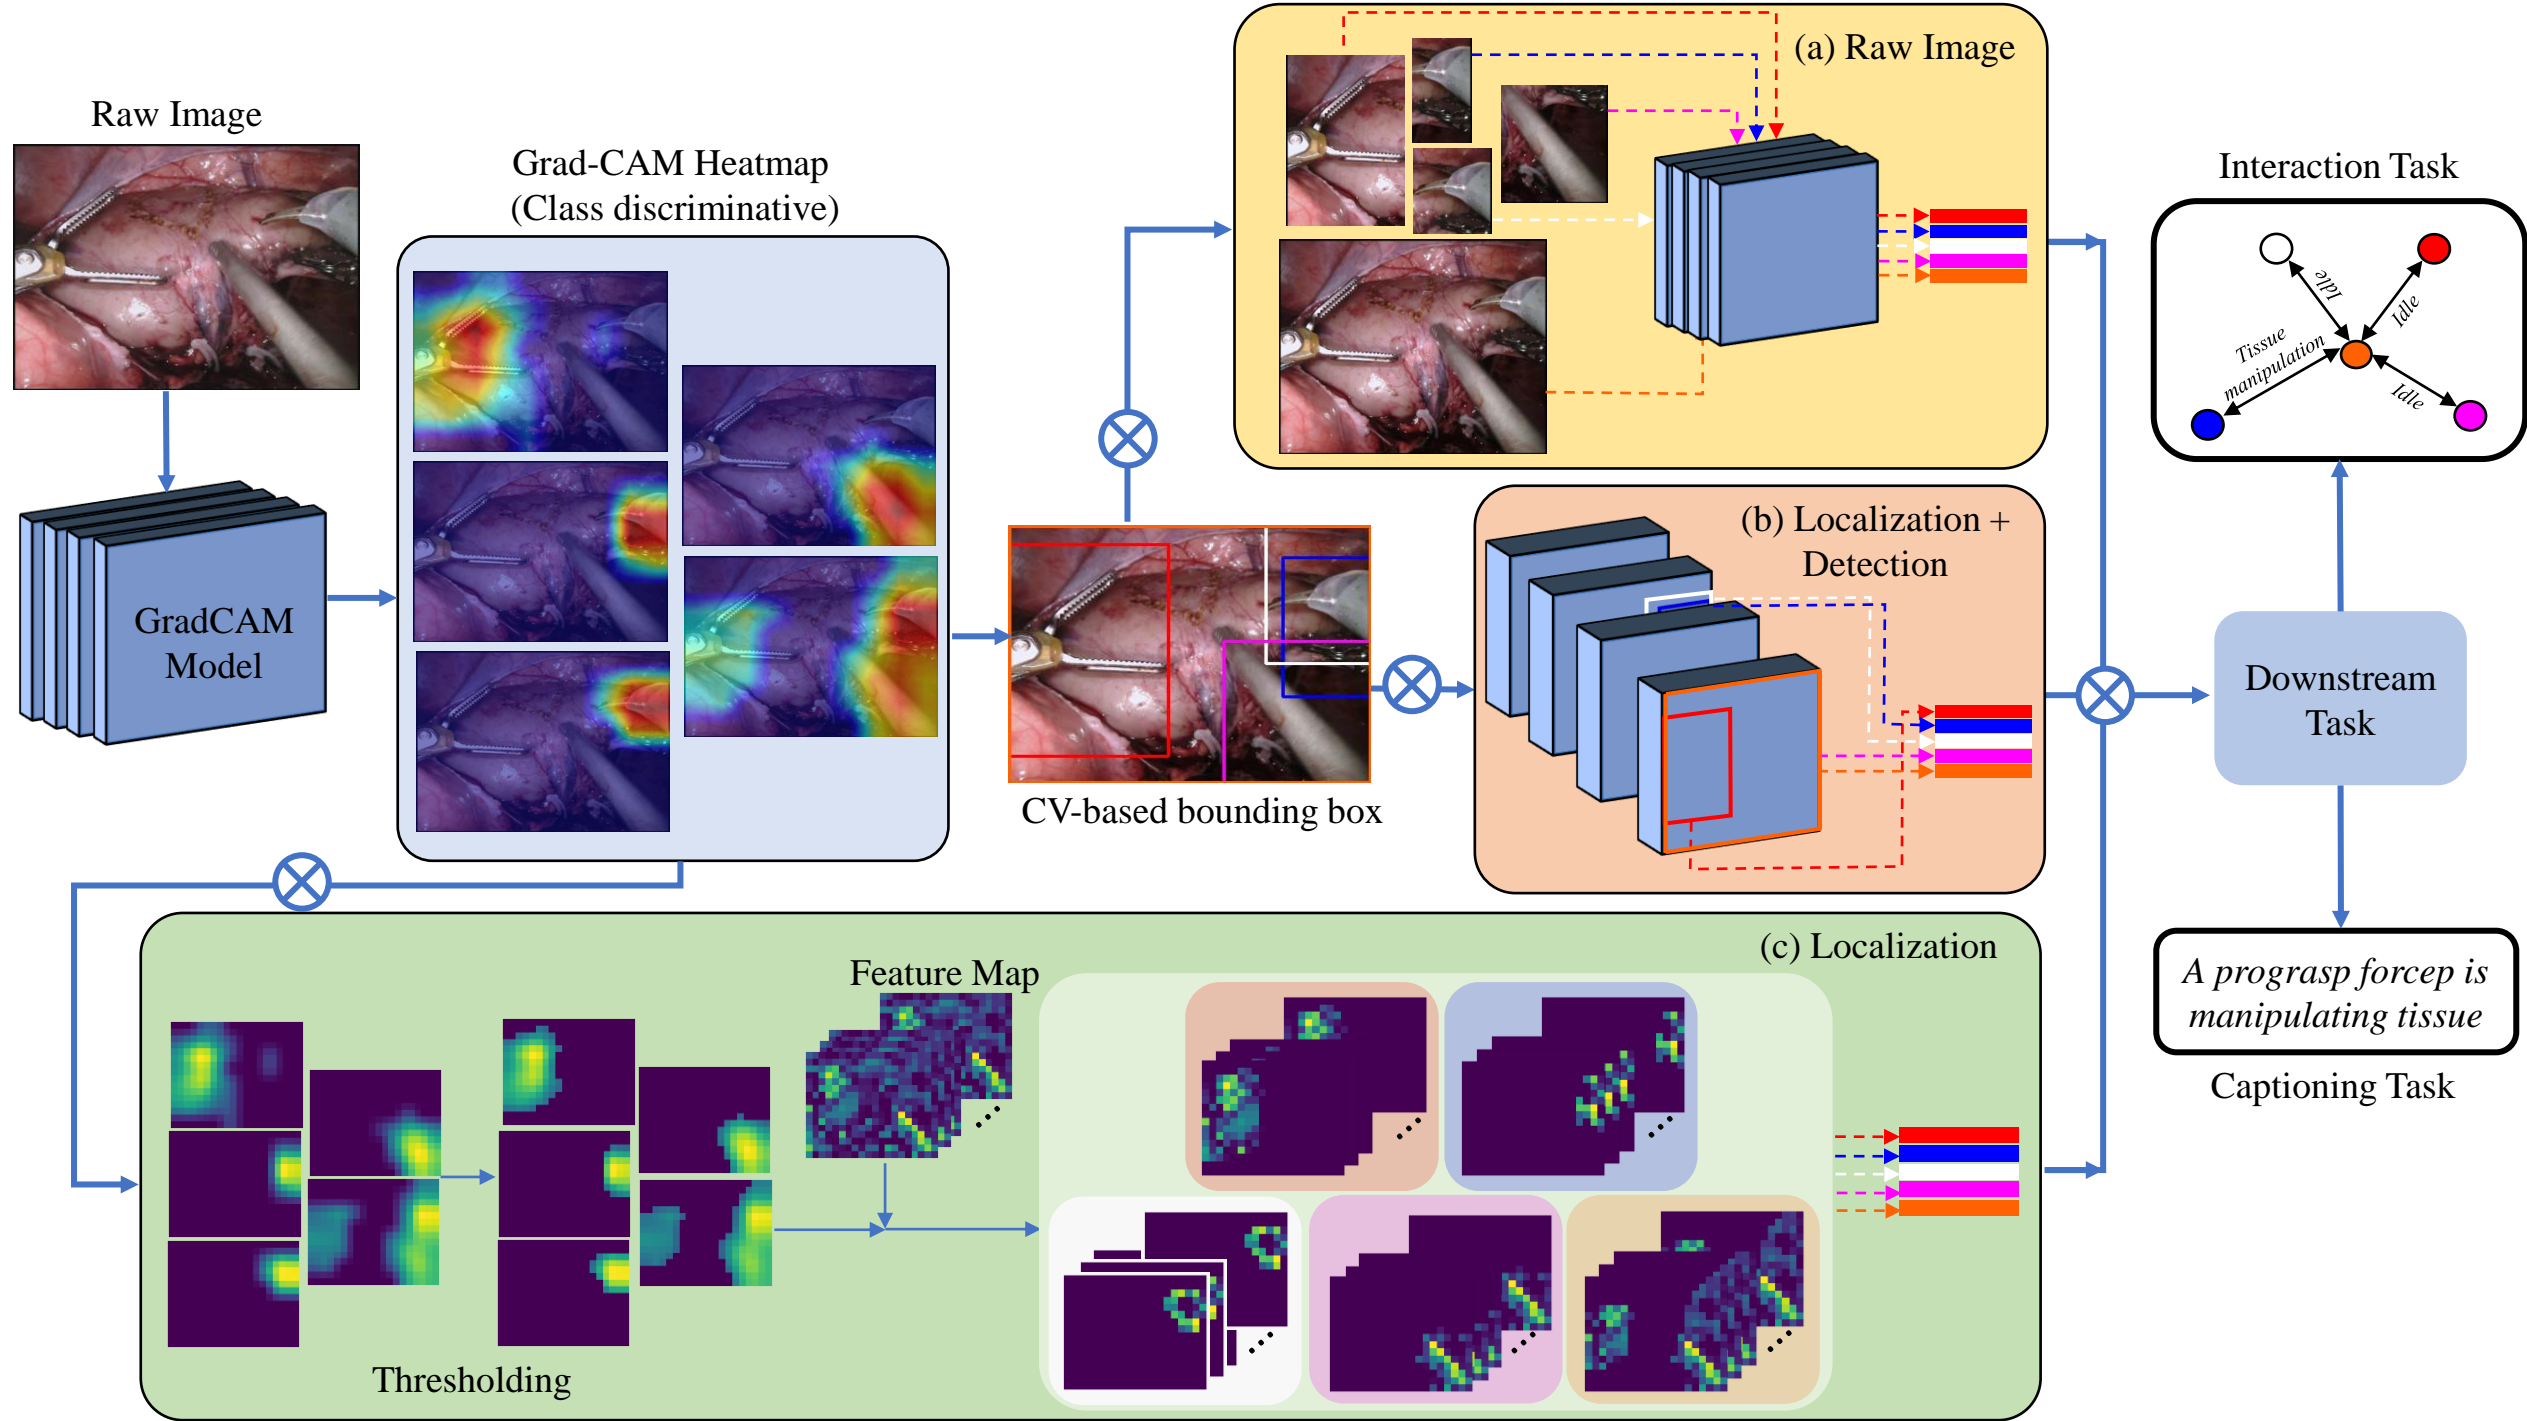 Raw Image
GradCAM
Model
Grad-CAM Heatmap
(Class discriminative)
CV-based bounding box
(a) Raw Image
(b) Localization +
Detection
(c) Localization
Feature Map
Thresholding
Interaction Task
Idle
Idle
Tissue
manipulation
Idle
Downstream
Task
A prograsp forcep is
manipulating tissue
Captioning Task